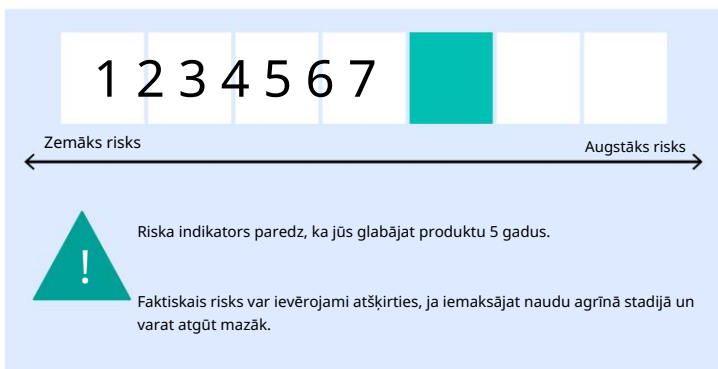 1 2 3 4 5 6 7
Zemāks risks
Augstāks risks
!
Riska indikators paredz, ka jūs glabājat produktu 5 gadus.
Faktiskais risks var ievērojami atšķirties, ja iemaksājat naudu agrīnā stadijā un
varat atgūt mazāk.